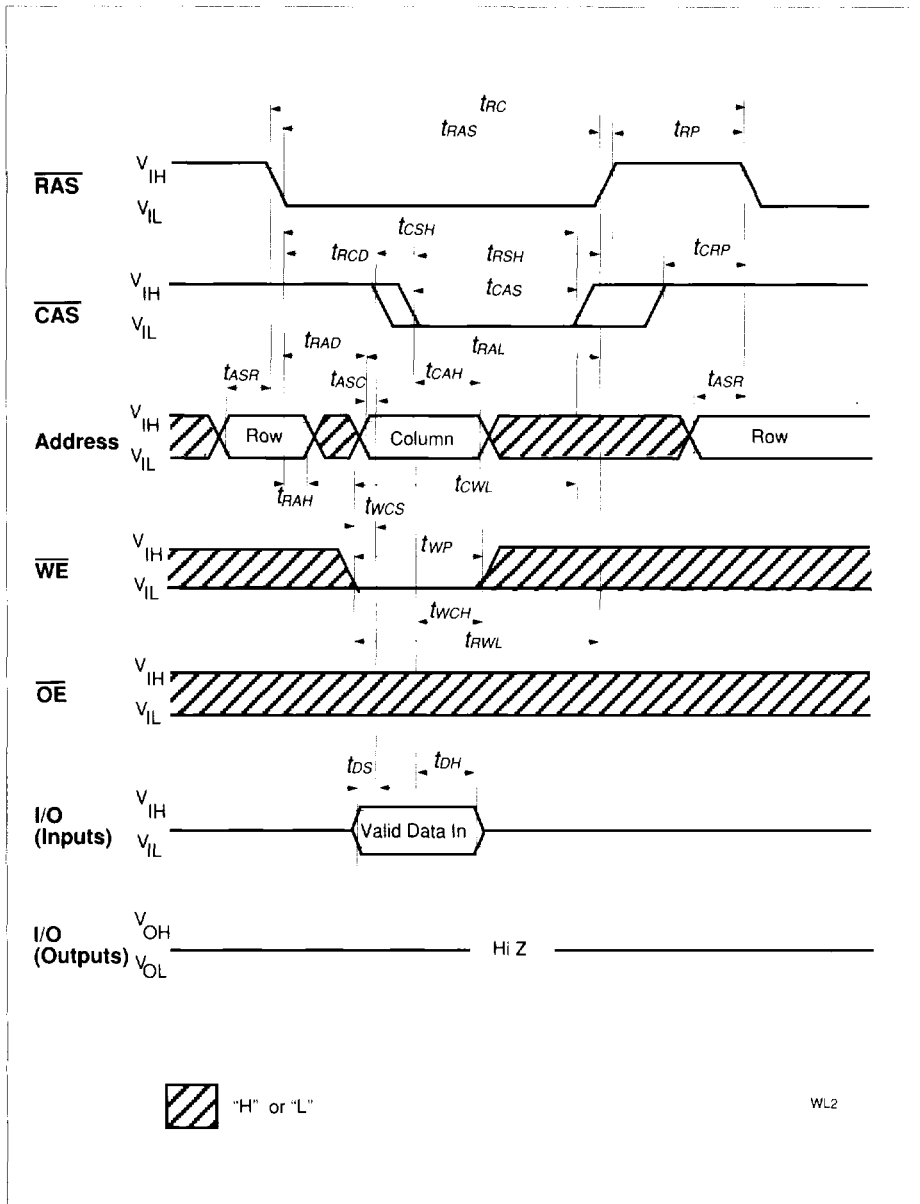 tRC
tRAS
tRP
RAS
VIH
VIL
tCSH
tRCD
tRSH
tCRP
CAS
VIH
VIL
tCAS
tRAD
tRAL
tASR
tASC
tCAH
tASR
Address
VIH
VIL
Row
Column
Row
tRAH
tCWL
tWCS
WE
VIH
VIL
tWP
tWCH
tRWL
OE
VIH
VIL
tDS
tDH
I/O
(Inputs)
VIH
VIL
Valid Data In
I/O
(Outputs)
VOH
VOL
Hi Z
"H" or "L"
WL2